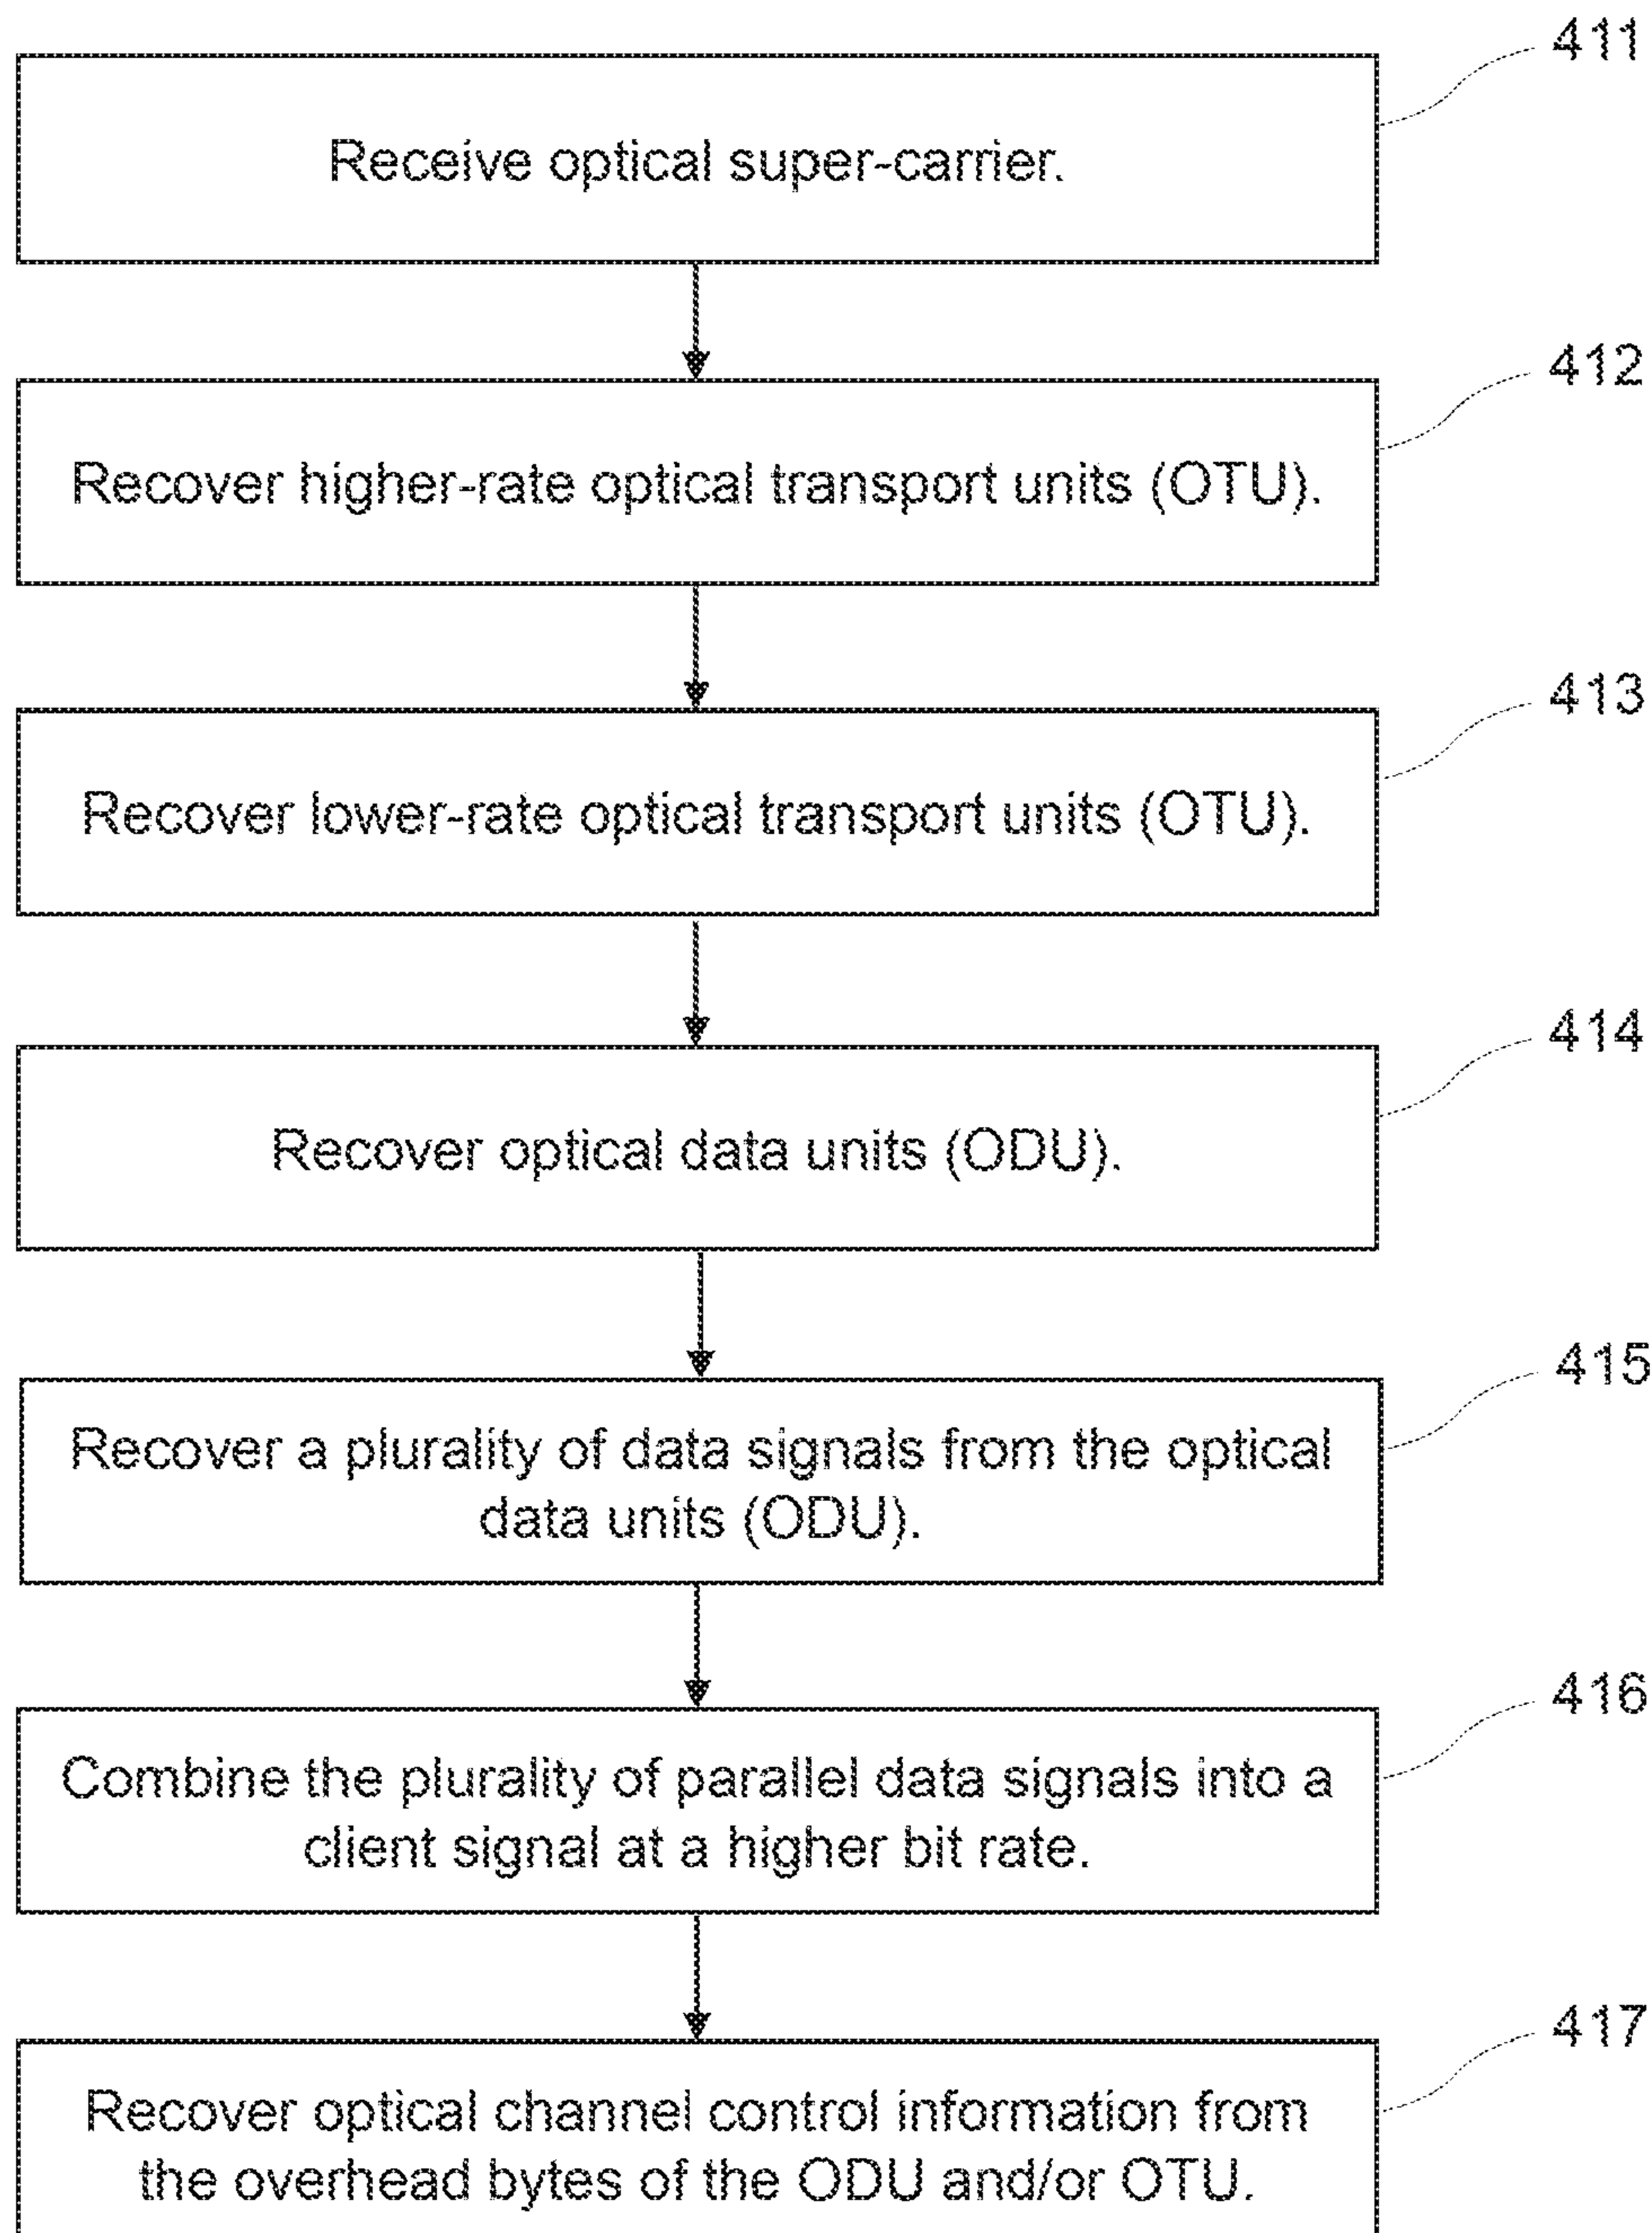 411
Receive optical super-carrier.
412
Recover higher-rate optical transport units (OTU).
413
Recover lower-rate optical transport units (OTU).
414
Recover optical data units (ODU).
415
Recover a plurality of data signals from the optical
data units (ODU).
416
Combine the plurality of parallel data signals into a
client signal at a higher bit rate.
417
Recover optical channel control information from
the overhead bytes of the ODU and/or OTU.